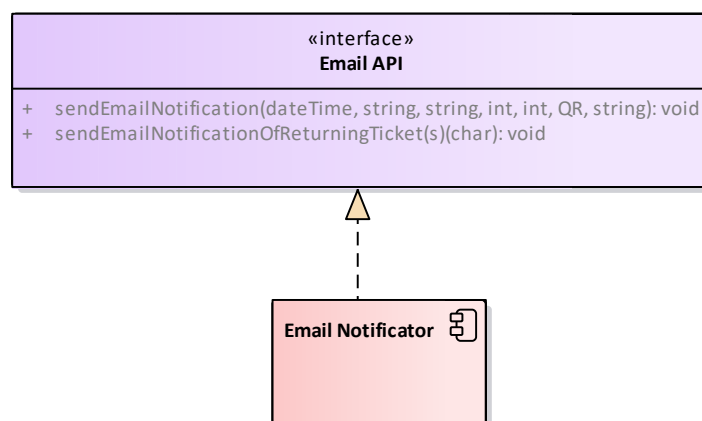 «interface»
Email API
+ sendEmailNotification(dateTime, string, string, int, int, QR, string): void
+ sendEmailNotificationOfReturningTicket(s)(char): void
Email Notificator